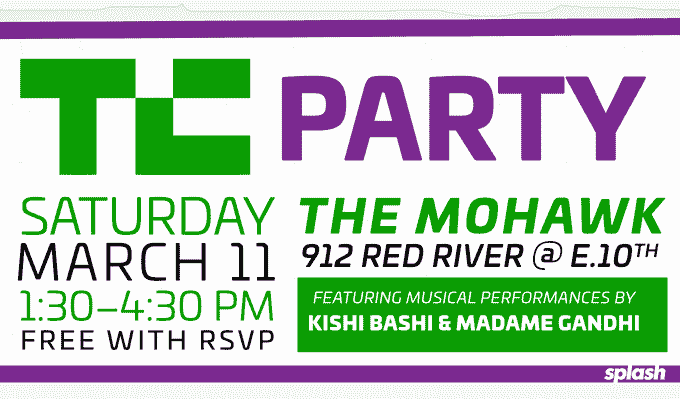 TC PARTY
SATURDAY
MARCH 11
1:30–4:30 PM
FREE WITH RSVP
THE MOHAWK
912 RED RIVER @ E.10TH
FEATURING MUSICAL PERFORMANCES BY
KISHI BASHI & MADAME GANDHI
splash